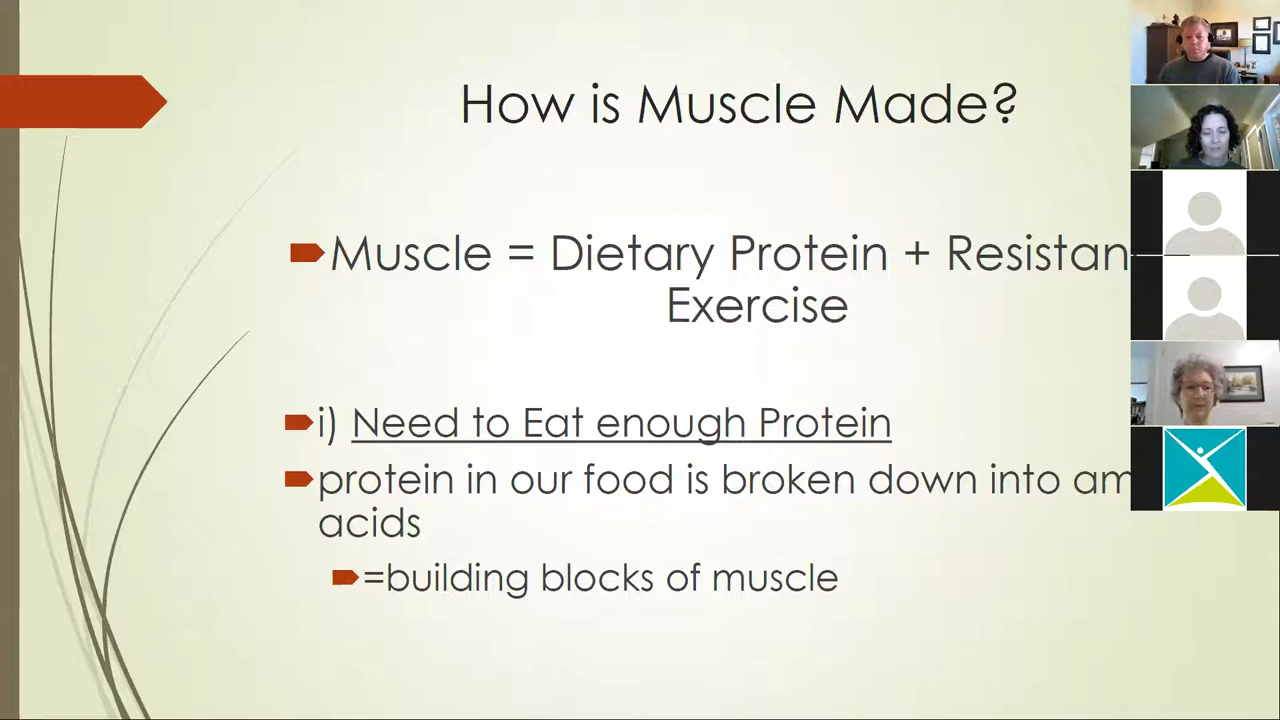 How is Muscle Made?
Muscle = Dietary Protein + Resistan
Exercise
i) Need to Eat enough Protein
protein in our food is broken down into am
acids
=building blocks of muscle